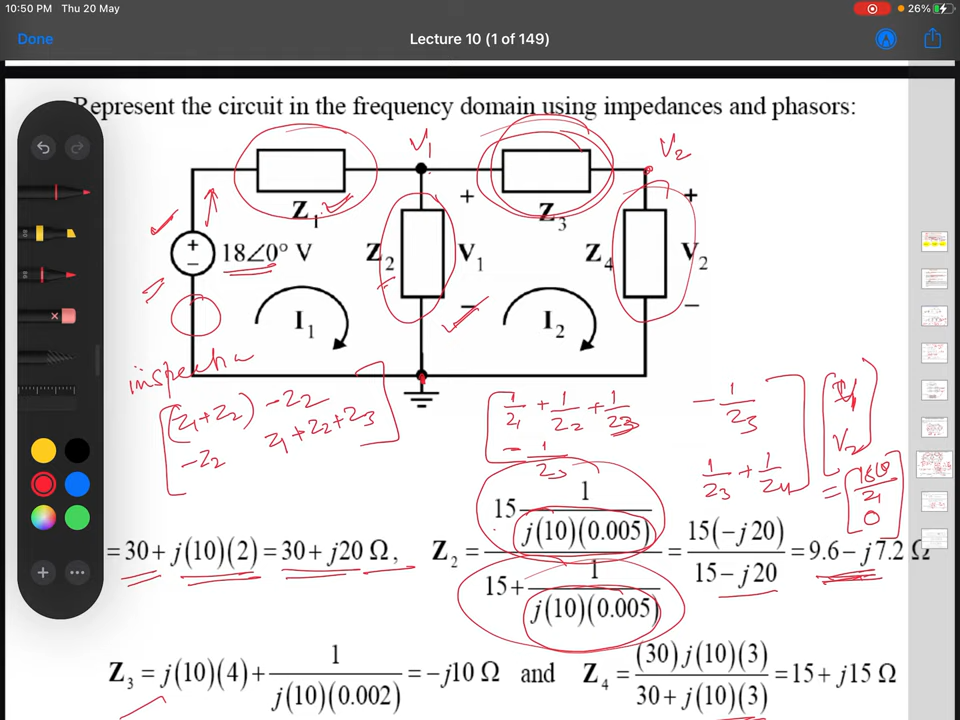 10:50 PM Thu 20 May
26%
Done
Lecture 10 (1 of 149)
Represent the circuit in the frequency domain using impedances and phasors:
V1
V2
Z1
Z3
+
+
+
−
18∠0° V
Z2
V1
Z4
V2
−
−
I1
I2
(Z1+Z2) −Z2
−Z2 Z1+Z2+Z3
1/Z1 + 1/Z2 + 1/Z3 − 1/Z3
− 1/Z3 1/Z3 + 1/Z4
V2
=
0
= 30 + j(10)(2) = 30 + j20 Ω, Z2 = (15 1/(j(10)(0.005)))/(15 + 1/(j(10)(0.005))) = 15(−j20)/(15 − j20) = 9.6 − j7.2 Ω
Z3 = j(10)(4) + 1/(j(10)(0.002)) = −j10 Ω and Z4 = (30)j(10)(3)/(30 + j(10)(3)) = 15 + j15 Ω